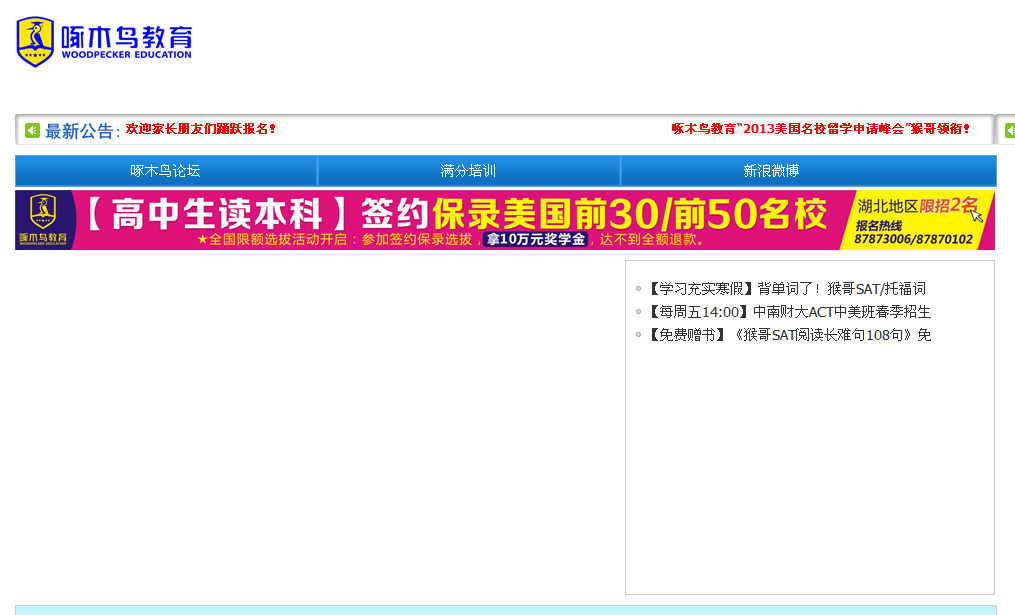 啄木鸟教育
WOODPECKER EDUCATION
最新公告: 欢迎家长朋友们踊跃报名! 啄木鸟教育"2013美国名校留学申请峰会"猴哥领衔!
啄木鸟论坛 满分培训 新浪微博
啄木鸟教育
WOODPECKER EDUCATION
【高中生读本科】签约保录美国前30/前50名校
★全国限额选拔活动开启：参加签约保录选拔，拿10万元奖学金，达不到全额退款。
湖北地区限招2名
报名热线
87873006/87870102
【学习充实寒假】背单词了！猴哥SAT/托福词
【每周五14:00】中南财大ACT中美班春季招生
【免费赠书】《猴哥SAT阅读长难句108句》免